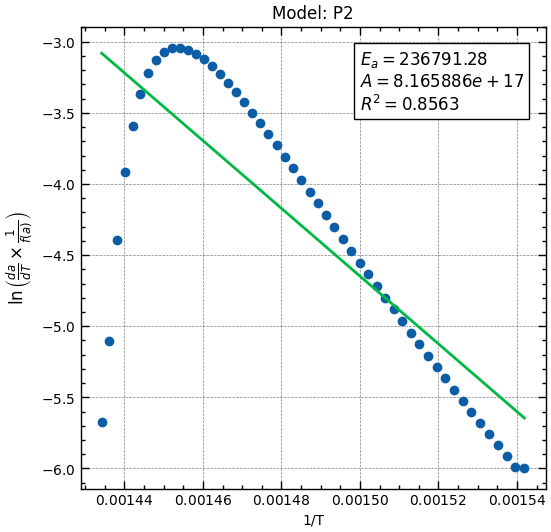 Model: P2
E_a = 236791.28
A = 8.165886e + 17
R^2 = 0.8563
ln(da/dT × 1/f(a))
−3.0
−3.5
−4.0
−4.5
−5.0
−5.5
−6.0
0.00144 0.00146 0.00148 0.00150 0.00152 0.00154
1/T